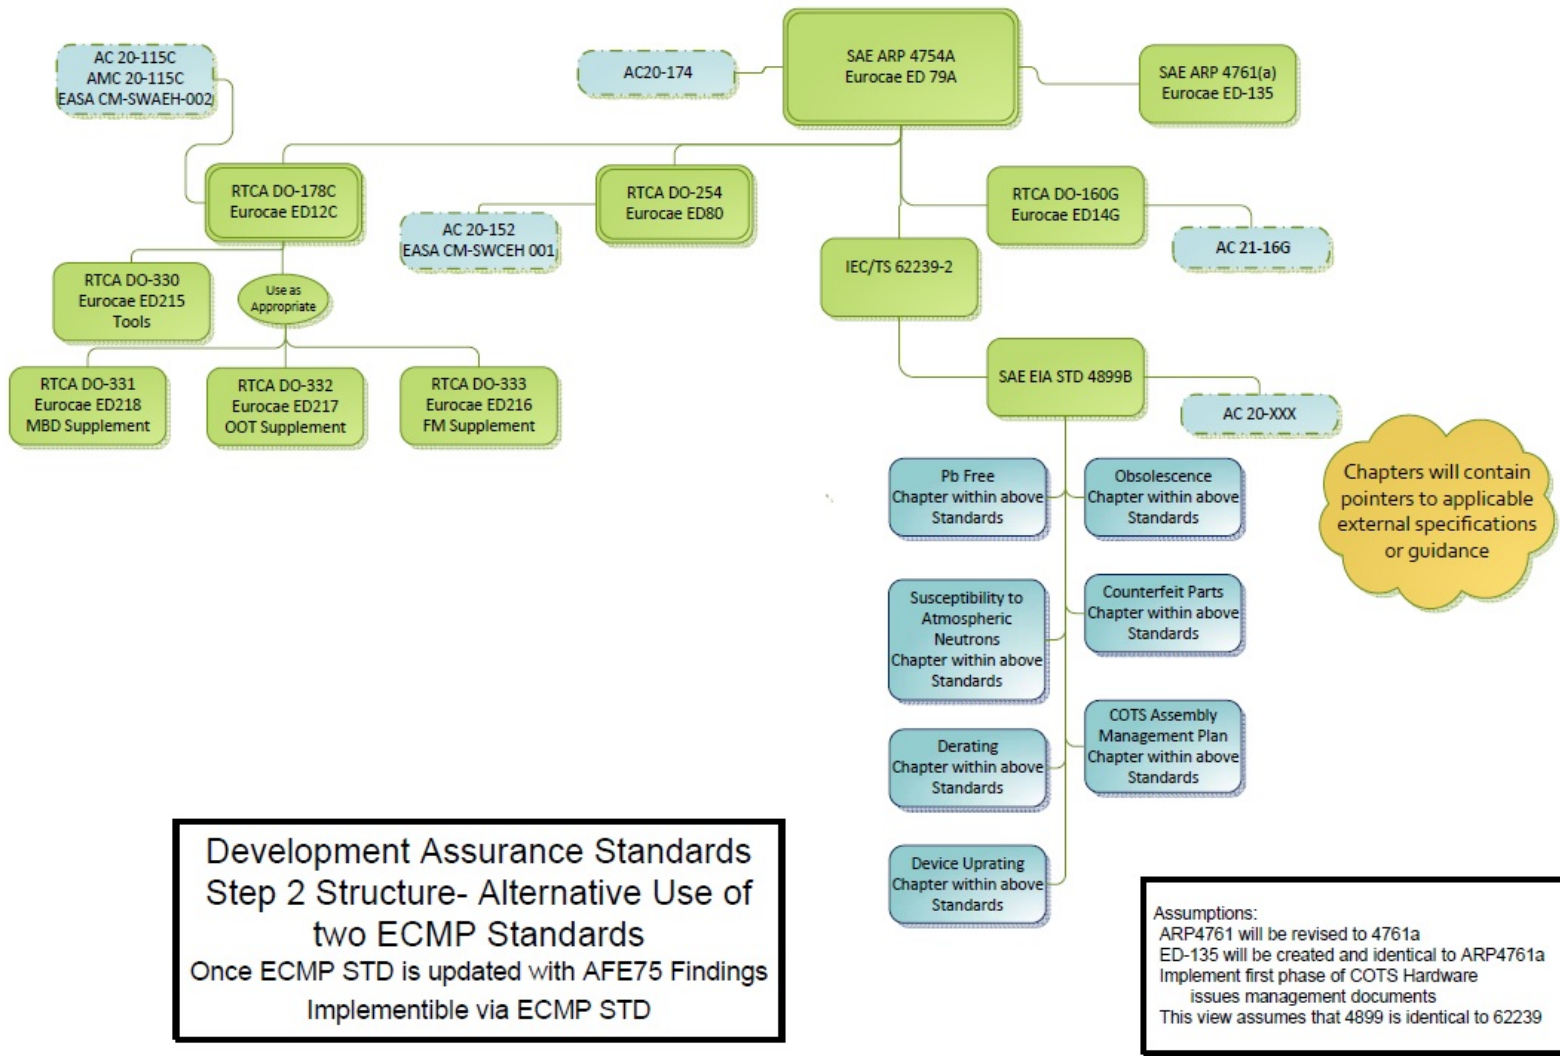 AC 20-115C
AMC 20-115C
EASA CM-SWAEH-002
AC20-174
SAE ARP 4754A
Eurocae ED 79A
SAE ARP 4761(a)
Eurocae ED-135
RTCA DO-178C
Eurocae ED12C
RTCA DO-254
Eurocae ED80
RTCA DO-160G
Eurocae ED14G
AC 20-152
EASA CM-SWCEH 001
AC 21-16G
IEC/TS 62239-2
RTCA DO-330
Eurocae ED215
Tools
Use as
Appropriate
RTCA DO-331
Eurocae ED218
MBD Supplement
RTCA DO-332
Eurocae ED217
OOT Supplement
RTCA DO-333
Eurocae ED216
FM Supplement
SAE EIA STD 4899B
AC 20-XXX
Chapters will contain
pointers to applicable
external specifications
or guidance
Pb Free
Chapter within above
Standards
Obsolescence
Chapter within above
Standards
Susceptibility to
Atmospheric
Neutrons
Chapter within above
Standards
Counterfeit Parts
Chapter within above
Standards
Derating
Chapter within above
Standards
COTS Assembly
Management Plan
Chapter within above
Standards
Device Uprating
Chapter within above
Standards
Development Assurance Standards
Step 2 Structure- Alternative Use of
two ECMP Standards
Once ECMP STD is updated with AFE75 Findings
Implementible via ECMP STD
Assumptions:
ARP4761 will be revised to 4761a
ED-135 will be created and identical to ARP4761a
Implement first phase of COTS Hardware
issues management documents
This view assumes that 4899 is identical to 62239